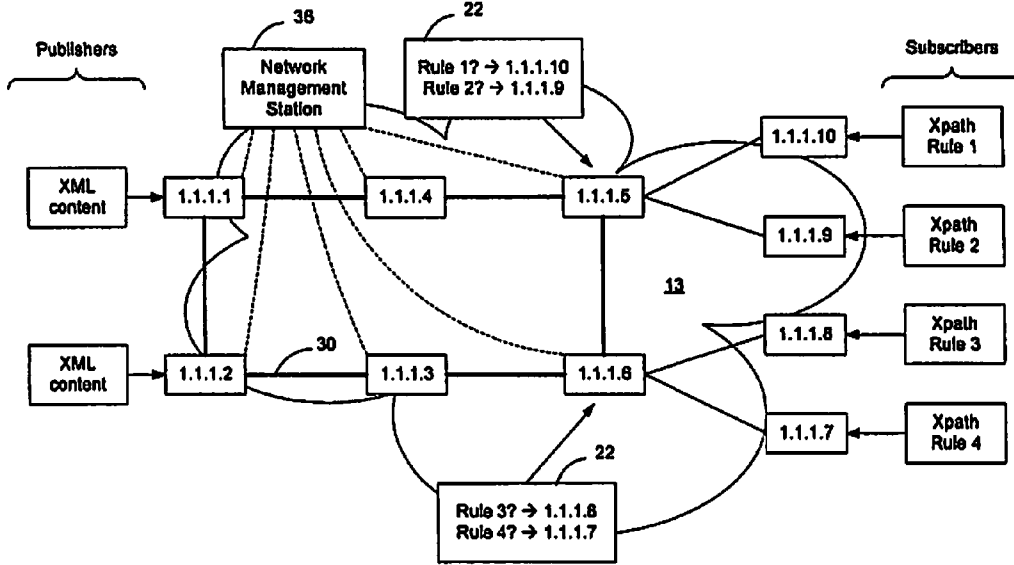 38
22
Publishers
Subscribers
Network
Management
Station
Rule 1? → 1.1.1.10
Rule 2? → 1.1.1.9
1.1.1.10
Xpath
Rule 1
XML
content
1.1.1.1
1.1.1.4
1.1.1.5
1.1.1.9
Xpath
Rule 2
13
1.1.1.8
Xpath
Rule 3
XML
content
1.1.1.2
30
1.1.1.3
1.1.1.6
1.1.1.7
Xpath
Rule 4
22
Rule 3? → 1.1.1.8
Rule 4? → 1.1.1.7